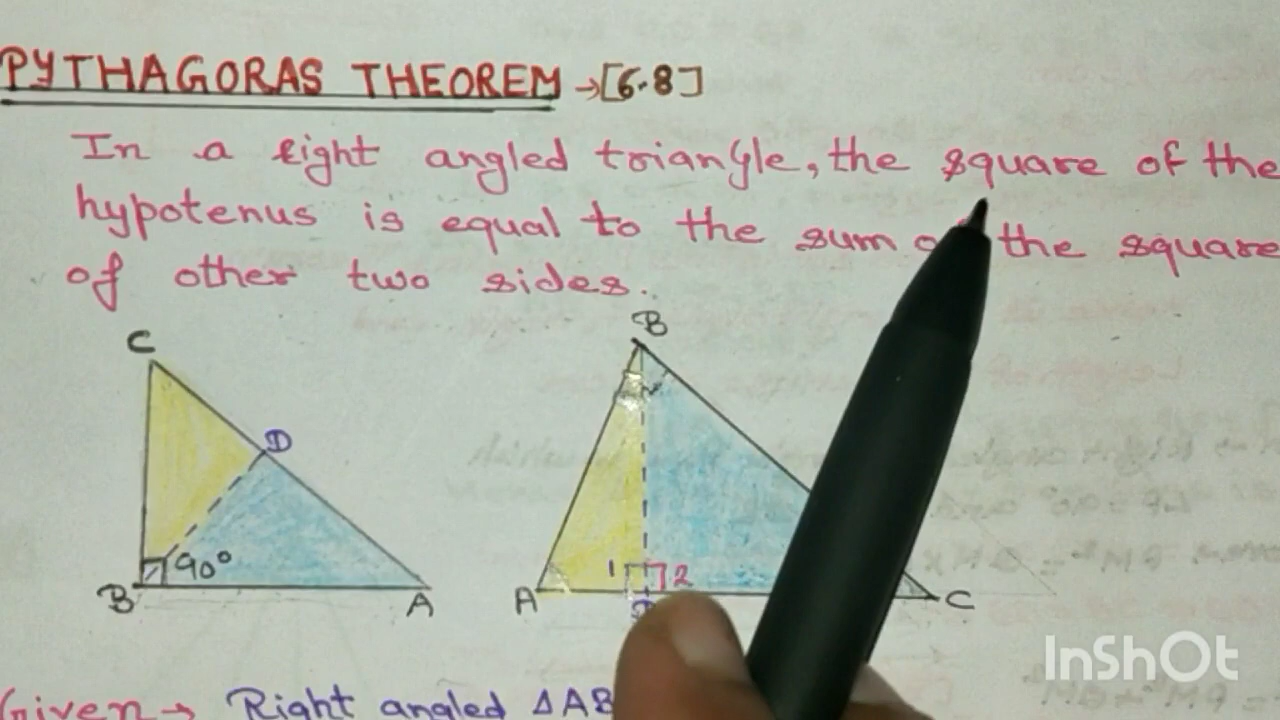 PYTHAGORAS THEOREM → [6.8]
In a right angled triangle, the square of the
hypotenus is equal to the sum the square
of other two sides.
C
B
D
90°
1 2
B A
A C
Given → Right angled ΔAB
InShOt